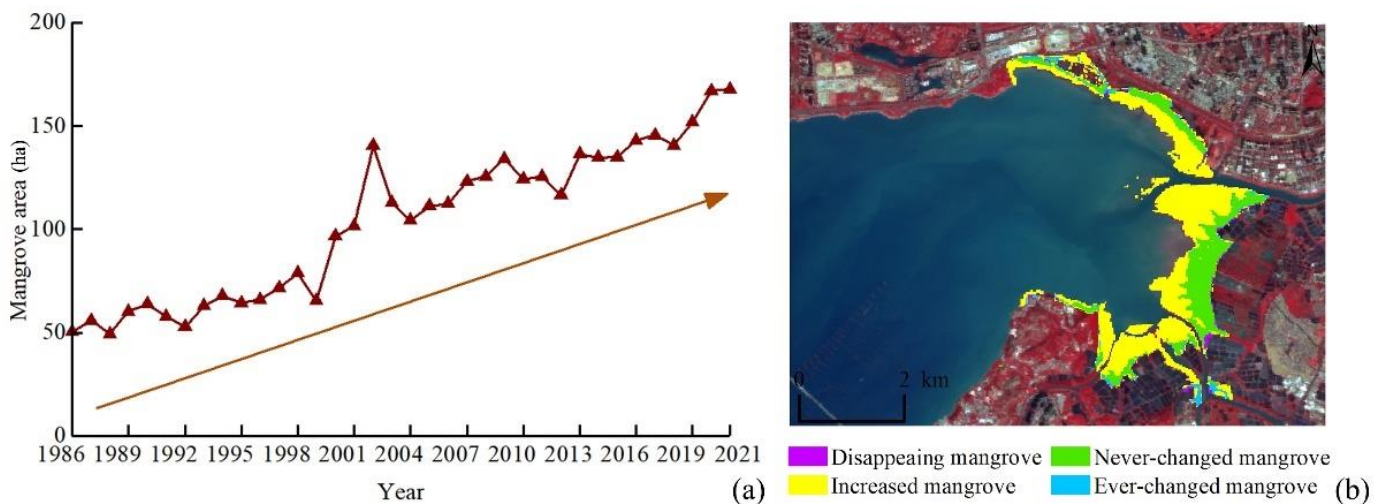 200
150
100
50
0
Mangrove area (ha)
1986 1989 1992 1995 1998 2001 2004 2007 2010 2013 2016 2019 2021
Year
(a)
N
0 2 km
Disappeaing mangrove
Never-changed mangrove
Increased mangrove
Ever-changed mangrove
(b)